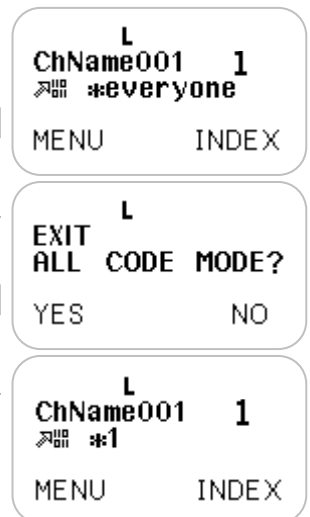 L
ChName001 1
*everyone
MENU INDEX
L
EXIT
ALL CODE MODE?
YES NO
L
ChName001 1
*1
MENU INDEX